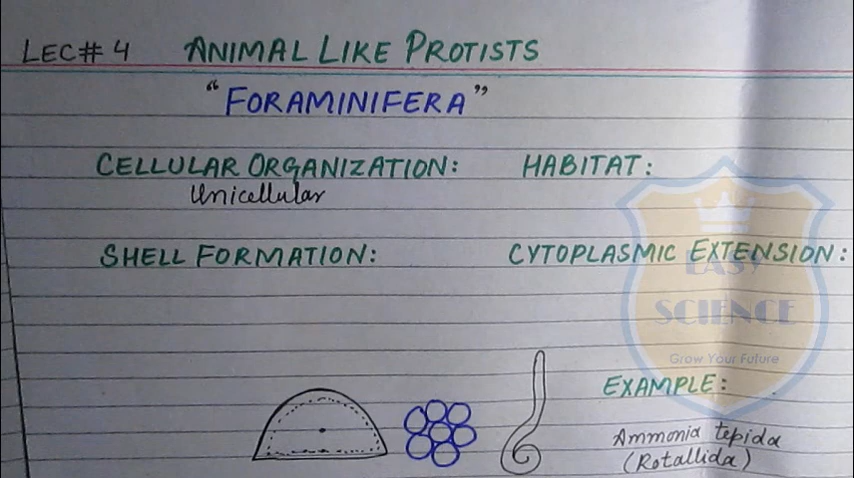 LEC# 4 ANIMAL LIKE PROTISTS
"FORAMINIFERA"
CELLULAR ORGANIZATION: HABITAT:
Unicellular
SHELL FORMATION: CYTOPLASMIC EXTENSION:
EASY
SCIENCE
Grow Your Future
EXAMPLE:
Ammonia tepida
(Rotallida)